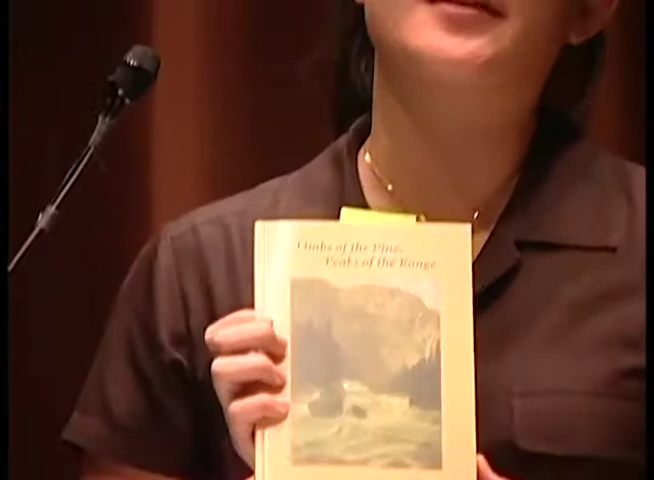 Limbs of the Pine,
Peaks of the Range